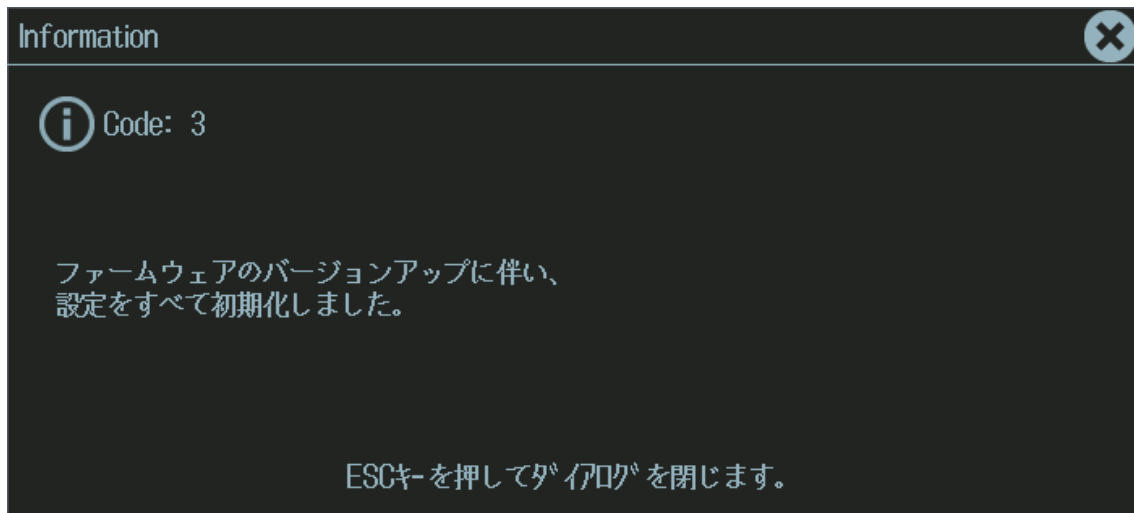 Information
Code: 3
ファームウェアのバージョンアップに伴い、
設定をすべて初期化しました。
ESCｷｰを押してﾀﾞｲｱﾛｸﾞを閉じます。